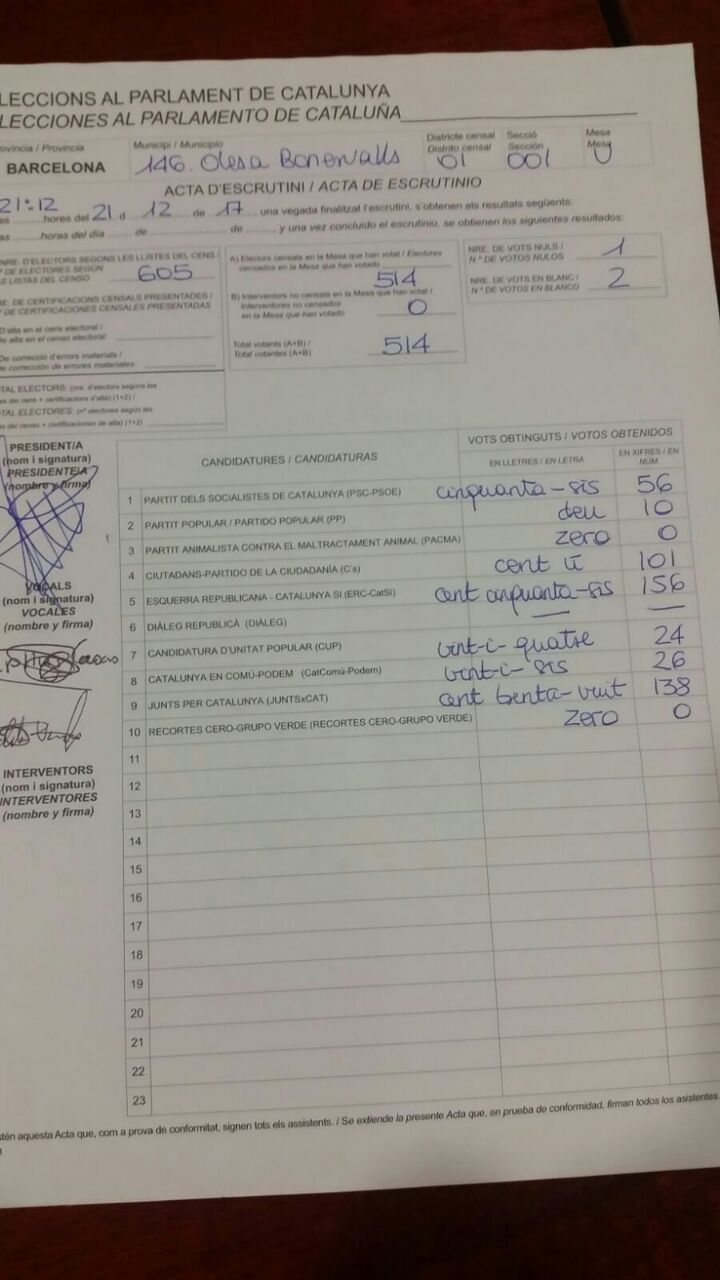 LECCIONS AL PARLAMENT DE CATALUNYA
LECCIONES AL PARLAMENTO DE CATALUÑA
ovíncia / Provincia
BARCELONA
Municipi / Municipio
146. Olesa Bonesvalls
Districte censal
Distrito censal
01
Secció
Sección
001
Mesa
Mesa
U
ACTA D'ESCRUTINI / ACTA DE ESCRUTINIO
21:12
es hores del 21 d 12 de 17, una vegada finalitzat l'escrutini, s'obtenen els resultats següents:
as horas del día de de y una vez concluido el escrutinio, se obtienen los siguientes resultados:
NRE. D'ELECTORS SEGONS LES LLISTES DEL CENS /
º DE ELECTORES SEGÚN
AS LISTAS DEL CENSO
605
E. DE CERTIFICACIONS CENSALS PRESENTADES /
º DE CERTIFICACIONES CENSALES PRESENTADAS
D'alta en el cens electoral /
de alta en el censo electoral:
De correcció d'errors materials /
De corrección de errores materiales:
TAL ELECTORS: (nre. d'electors segons les
es del cens + certificacions d'alta) (1+2) /
TAL ELECTORES: (nº electores según las
as del censo + certificaciones de alta) (1+2)
A) Electors censats en la Mesa que han votat / Electores
censados en la Mesa que han votado
514
B) Interventors no censats en la Mesa que han votat /
Interventores no censados
en la Mesa que han votado
0
Total votants (A+B) /
Total votantes (A+B)
514
NRE. DE VOTS NULS /
N.º DE VOTOS NULOS
1
NRE. DE VOTS EN BLANC /
N.º DE VOTOS EN BLANCO
2
PRESIDENT/A
(nom i signatura)
PRESIDENTE/A
(nombre y firma)
VOCALS
(nom i signatura)
VOCALES
(nombre y firma)
INTERVENTORS
(nom i signatura)
INTERVENTORES
(nombre y firma)
1
CANDIDATURES / CANDIDATURAS
VOTS OBTINGUTS / VOTOS OBTENIDOS
EN LLETRES / EN LETRA
EN XIFRES / EN NÚM.
1 PARTIT DELS SOCIALISTES DE CATALUNYA (PSC-PSOE) cinquanta-sis 56
2 PARTIT POPULAR / PARTIDO POPULAR (PP) deu 10
3 PARTIT ANIMALISTA CONTRA EL MALTRACTAMENT ANIMAL (PACMA) zero 0
4 CIUTADANS-PARTIDO DE LA CIUDADANÍA (C's) cent u 101
5 ESQUERRA REPUBLICANA - CATALUNYA SI (ERC-CatSí) cent cinquanta-sis 156
6 DIÀLEG REPUBLICÀ (DIÀLEG) — —
7 CANDIDATURA D'UNITAT POPULAR (CUP) vint-i-quatre 24
8 CATALUNYA EN COMÚ-PODEM (CatComú-Podem) vint-i-sis 26
9 JUNTS PER CATALUNYA (JUNTSxCAT) cent trenta-vuit 138
10 RECORTES CERO-GRUPO VERDE (RECORTES CERO-GRUPO VERDE) zero 0
11
12
13
14
15
16
17
18
19
20
21
22
23
stén aquesta Acta que, com a prova de conformitat, signen tots els assistents. / Se extiende la presente Acta que, en prueba de conformidad, firman todos los asistentes.